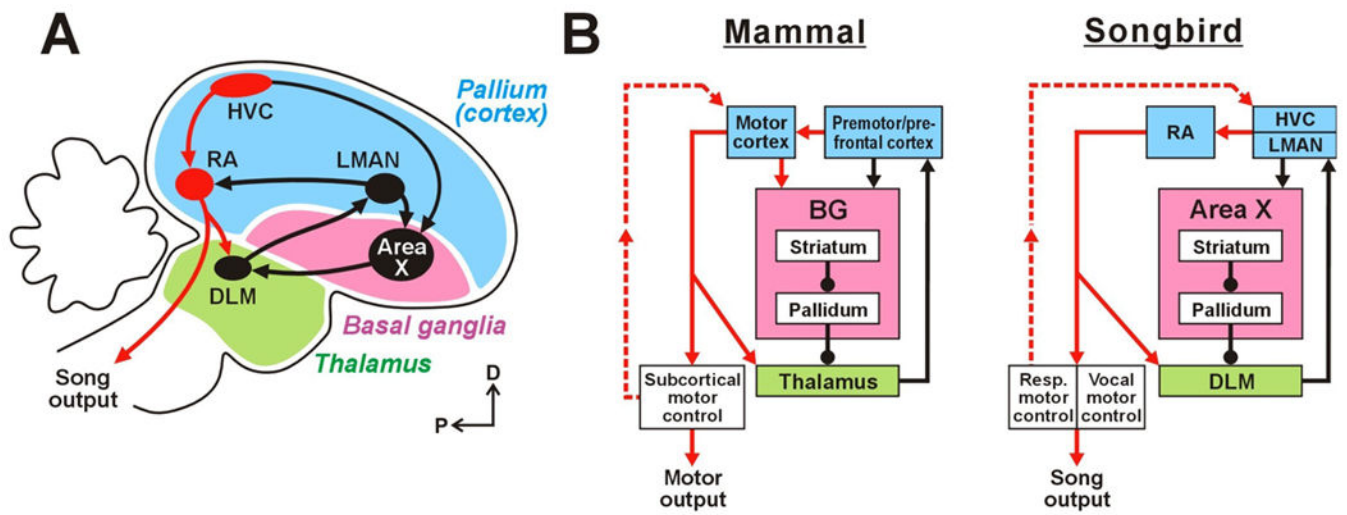 A
HVC
Pallium
(cortex)
RA
LMAN
Area
X
DLM
Basal ganglia
Thalamus
Song
output
D
P
B
Mammal
Motor
cortex
Premotor/pre-
frontal cortex
BG
Striatum
Pallidum
Thalamus
Subcortical
motor
control
Motor
output
Songbird
RA
HVC
LMAN
Area X
Striatum
Pallidum
DLM
Resp.
motor
control
Vocal
motor
control
Song
output